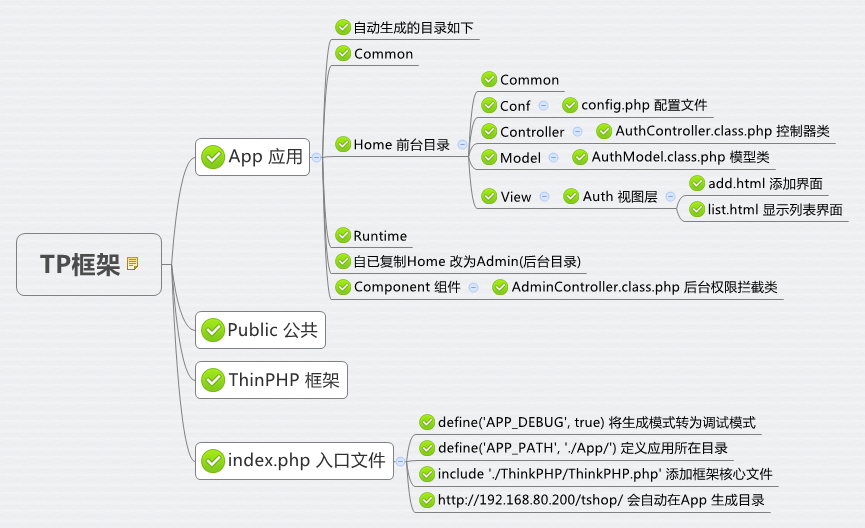 TP框架
App 应用
自动生成的目录如下
Common
Home 前台目录
Common
Conf
config.php 配置文件
Controller
AuthController.class.php 控制器类
Model
AuthModel.class.php 模型类
View
Auth 视图层
add.html 添加界面
list.html 显示列表界面
Runtime
自已复制Home 改为Admin(后台目录)
Component 组件
AdminController.class.php 后台权限拦截类
Public 公共
ThinPHP 框架
index.php 入口文件
define('APP_DEBUG', true) 将生成模式转为调试模式
define('APP_PATH', './App/') 定义应用所在目录
include './ThinkPHP/ThinkPHP.php' 添加框架核心文件
http://192.168.80.200/tshop/ 会自动在App 生成目录